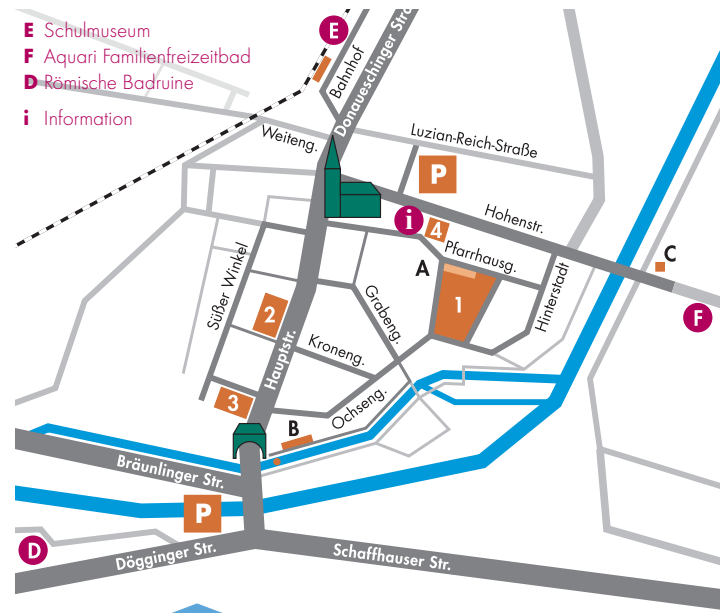 E Schulmuseum
F Aquari Familienfreizeitbad
D Römische Badruine
i Information
E
Bahnhof
Donaueschinger Str.
Weiteng.
Luzian-Reich-Straße
P
Hohenstr.
i
4
Pfarrhausg.
A
C
Süßer Winkel
1
Hinterstadt
F
2
Grabeng.
Hauptstr.
Kroneng.
3
Ochseng.
B
Bräunlinger Str.
P
D
Dögginger Str.
Schaffhauser Str.